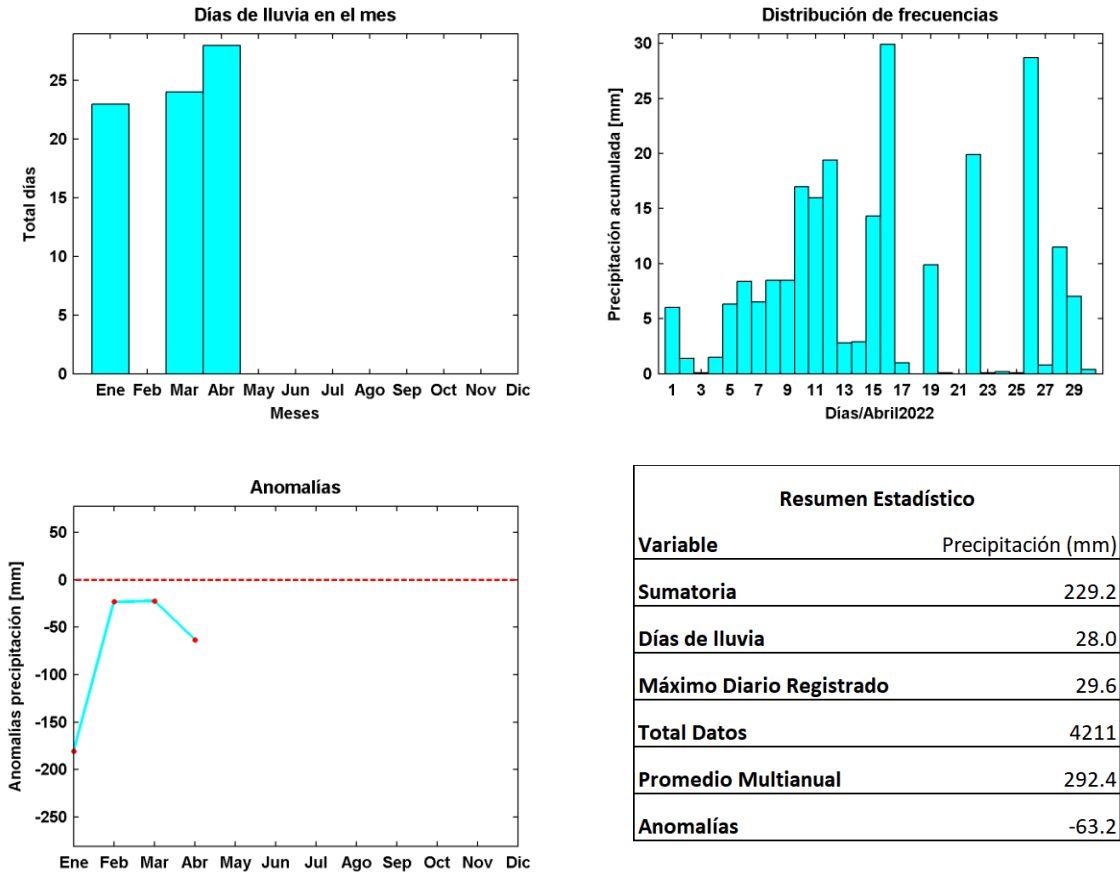 Días de lluvia en el mes
25
20
15
10
5
0
Total días
Ene Feb Mar Abr May Jun Jul Ago Sep Oct Nov Dic
Meses
Distribución de frecuencias
30
25
20
15
10
5
0
Precipitación acumulada [mm]
1 3 5 7 9 11 13 15 17 19 21 23 25 27 29
Días/Abril2022
Anomalías
50
0
-50
-100
-150
-200
-250
Anomalías precipitación [mm]
Ene Feb Mar Abr May Jun Jul Ago Sep Oct Nov Dic
Resumen Estadístico
Variable Precipitación (mm)
Sumatoria 229.2
Días de lluvia 28.0
Máximo Diario Registrado 29.6
Total Datos 4211
Promedio Multianual 292.4
Anomalías -63.2